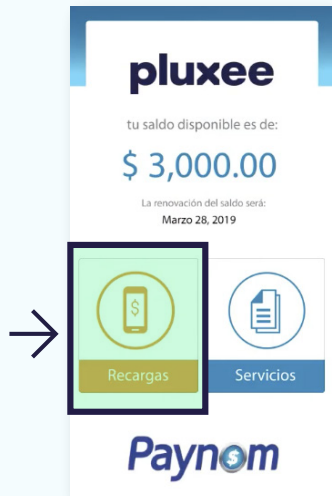 pluxee
tu saldo disponible es de:
$ 3,000.00
La renovación del saldo será:
Marzo 28, 2019
$
Recargas Servicios
Paynom